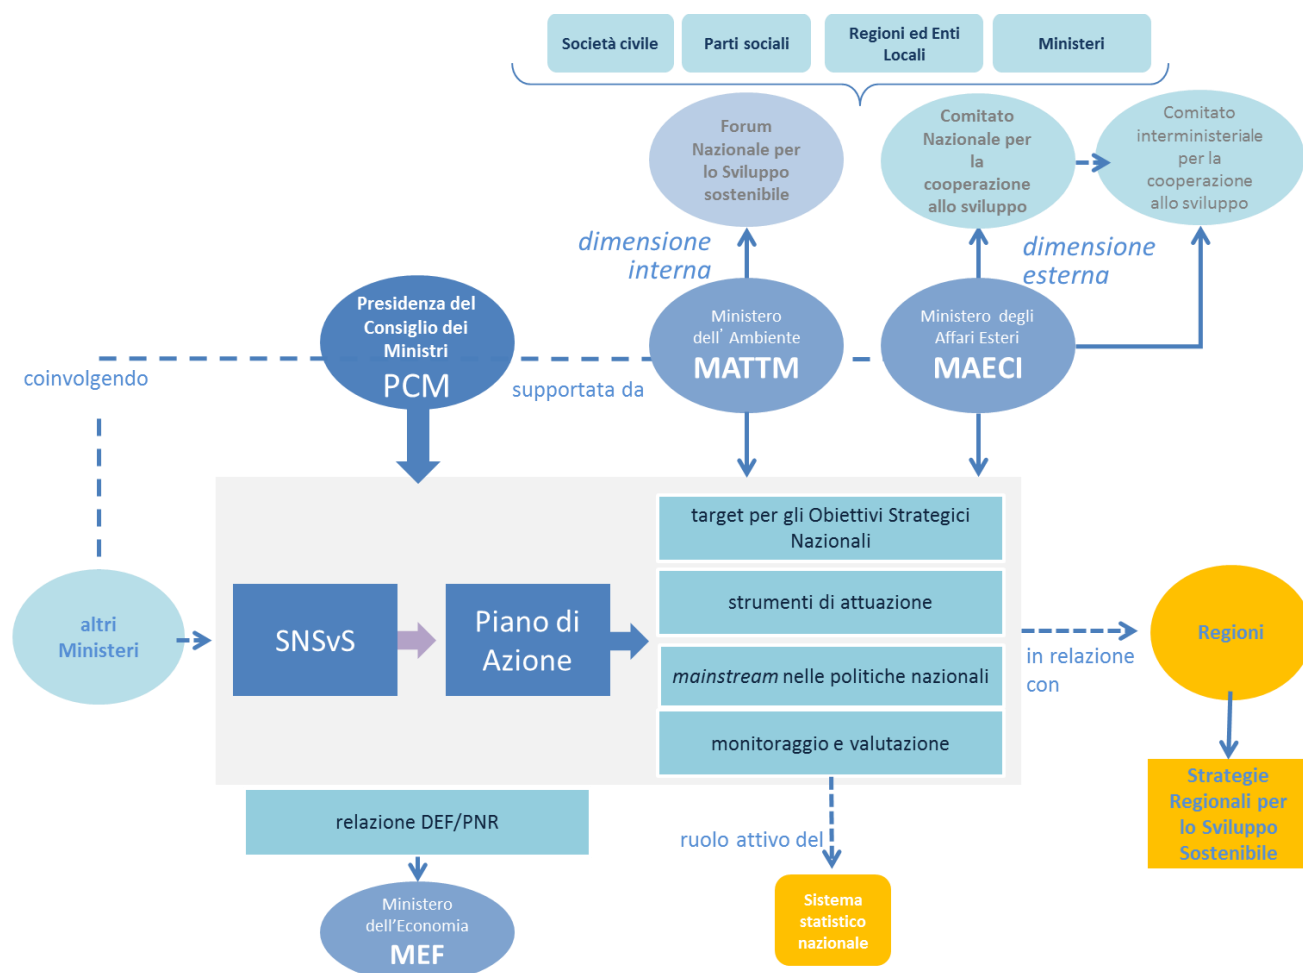 Società civile
Parti sociali
Regioni ed Enti
Locali
Ministeri
Forum
Nazionale per
lo Sviluppo
sostenibile
Comitato
Nazionale per
la
cooperazione
allo sviluppo
Comitato
interministeriale
per la
cooperazione
allo sviluppo
dimensione
interna
dimensione
esterna
Presidenza del
Consiglio dei
Ministri
PCM
Ministero
dell' Ambiente
MATTM
Ministero degli
Affari Esteri
MAECI
coinvolgendo
supportata da
target per gli Obiettivi Strategici
Nazionali
altri
Ministeri
SNSvS
Piano di
Azione
strumenti di attuazione
mainstream nelle politiche nazionali
monitoraggio e valutazione
in relazione
con
Regioni
Strategie
Regionali per
lo Sviluppo
Sostenibile
relazione DEF/PNR
ruolo attivo del
Ministero
dell'Economia
MEF
Sistema
statistico
nazionale